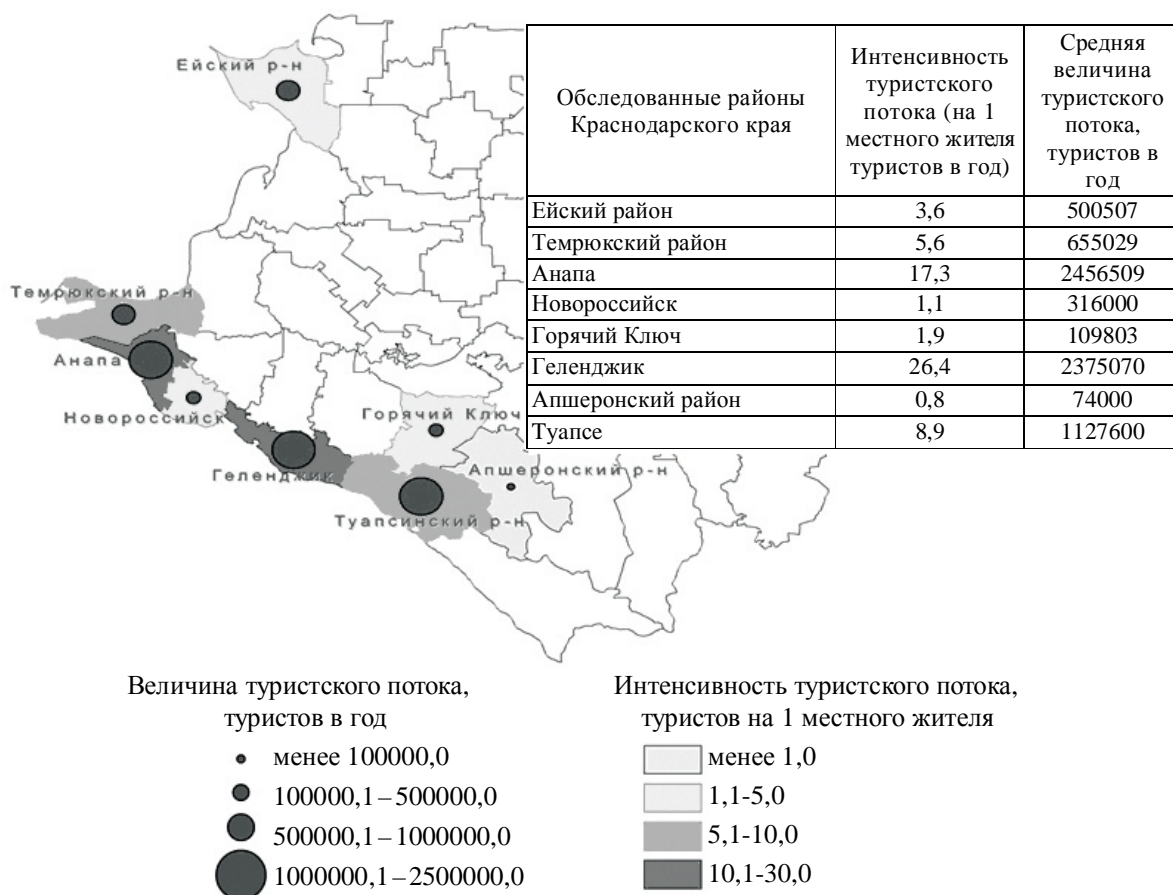 Ейский р-н
Темрюкский р-н
Анапа
Новороссийск
Горячий Ключ
Геленджик
Апшеронский р-н
Туапсинский р-н
Обследованные районы
Краснодарского края
Интенсивность
туристского
потока (на 1
местного жителя
туристов в год)
Средняя
величина
туристского
потока,
туристов в
год
Ейский район 3,6 500507
Темрюкский район 5,6 655029
Анапа 17,3 2456509
Новороссийск 1,1 316000
Горячий Ключ 1,9 109803
Геленджик 26,4 2375070
Апшеронский район 0,8 74000
Туапсе 8,9 1127600
Величина туристского потока,
туристов в год
менее 100000,0
100000,1–500000,0
500000,1–1000000,0
1000000,1–2500000,0
Интенсивность туристского потока,
туристов на 1 местного жителя
менее 1,0
1,1-5,0
5,1-10,0
10,1-30,0